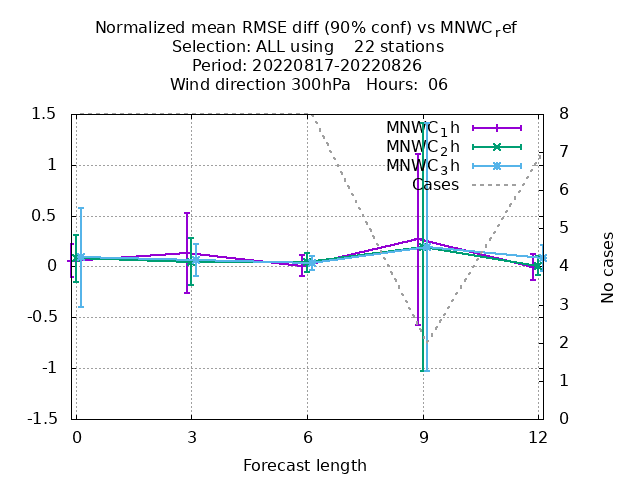 Normalized mean RMSE diff (90% conf) vs MNWCref
Selection: ALL using 22 stations
Period: 20220817-20220826
Wind direction 300hPa Hours: 06
1.5
1
0.5
0
-0.5
-1
-1.5
8
7
6
5
4
3
2
1
0
MNWC1h
MNWC2h
MNWC3h
Cases
No cases
0 3 6 9 12
Forecast length